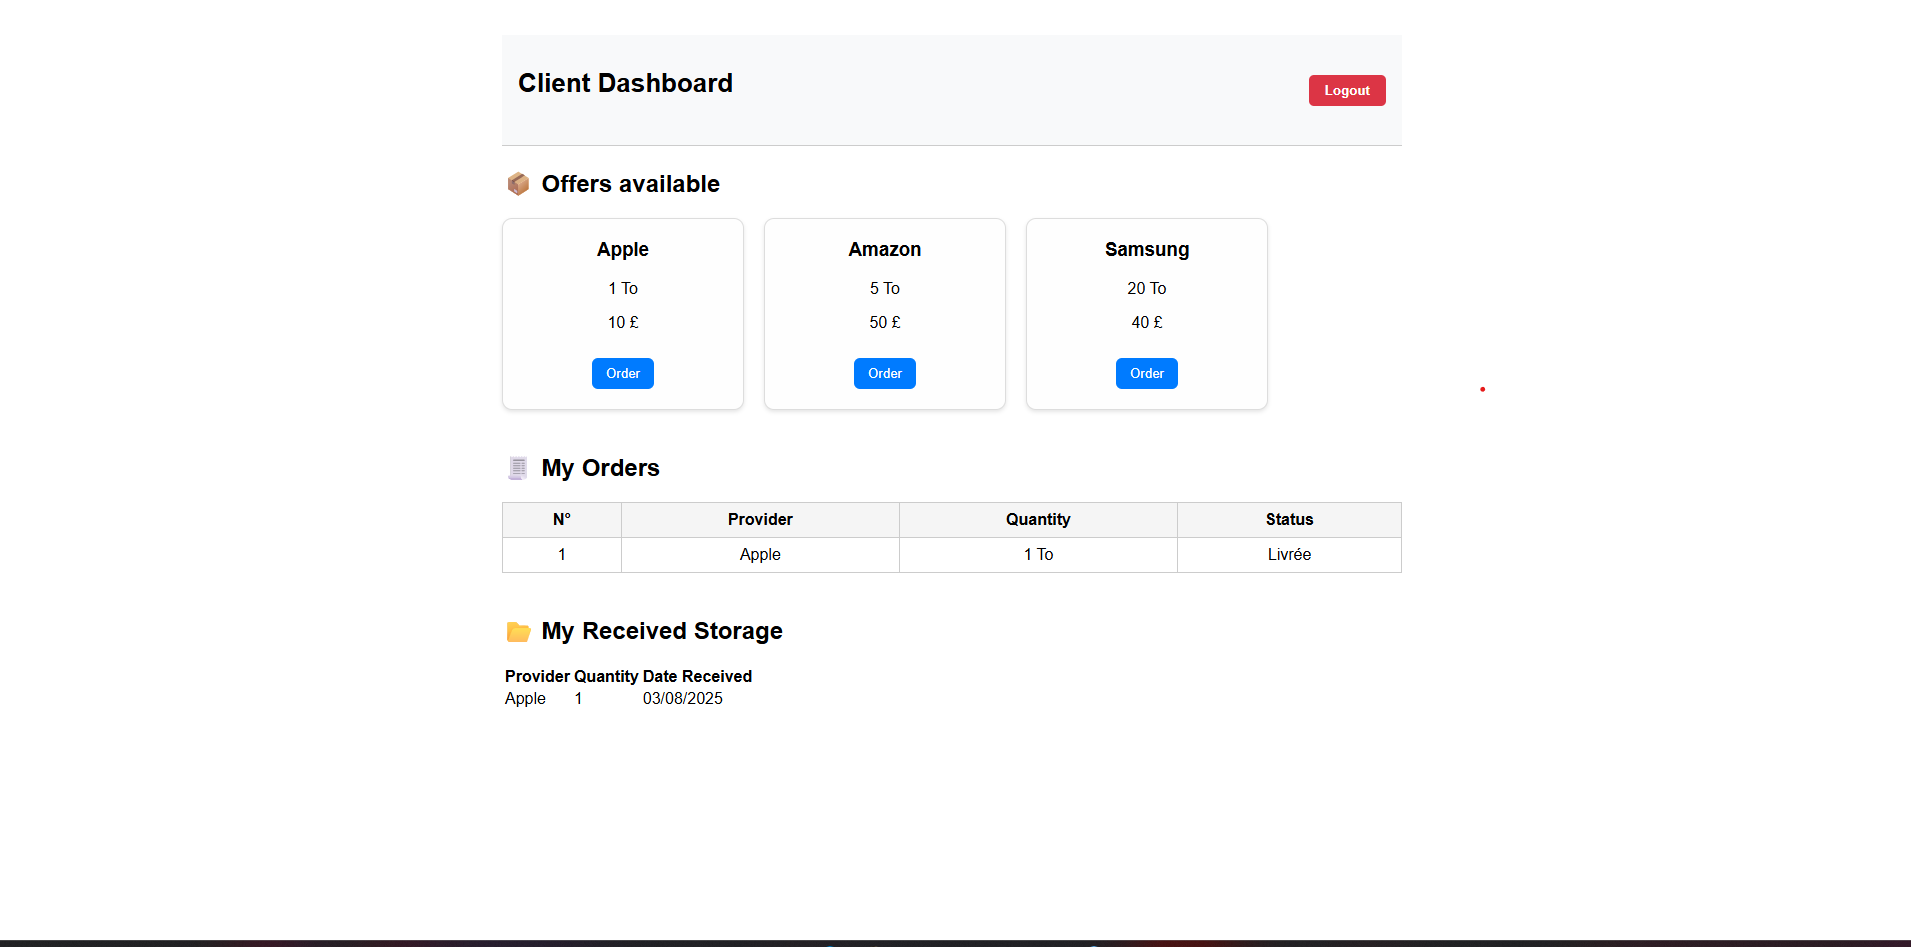 Client Dashboard
Logout
Offers available
Apple
1 To
10 £
Order
Amazon
5 To
50 £
Order
Samsung
20 To
40 £
Order
My Orders
N° Provider Quantity Status
1 Apple 1 To Livrée
My Received Storage
Provider Quantity Date Received
Apple 1 03/08/2025